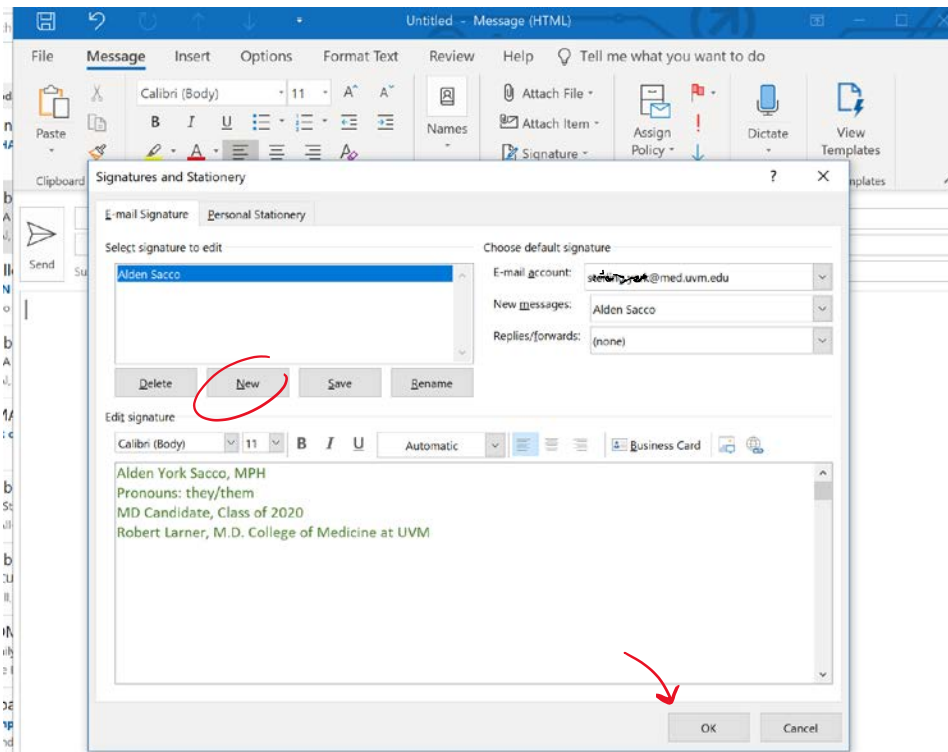 Untitled - Message (HTML)
File Message Insert Options Format Text Review Help Tell me what you want to do
Calibri (Body) 11 A A
Paste
B I U
Names
Attach File
Attach Item
Signature
Assign
Policy
Dictate
View
Templates
Clipboard
Signatures and Stationery ?
E-mail Signature Personal Stationery
Send
Select signature to edit
Alden Sacco
Delete New Save Rename
Choose default signature
E-mail account: @med.uvm.edu
New messages: Alden Sacco
Replies/forwards: (none)
Edit signature
Calibri (Body) 11 B I U Automatic Business Card
Alden York Sacco, MPH
Pronouns: they/them
MD Candidate, Class of 2020
Robert Larner, M.D. College of Medicine at UVM
OK Cancel